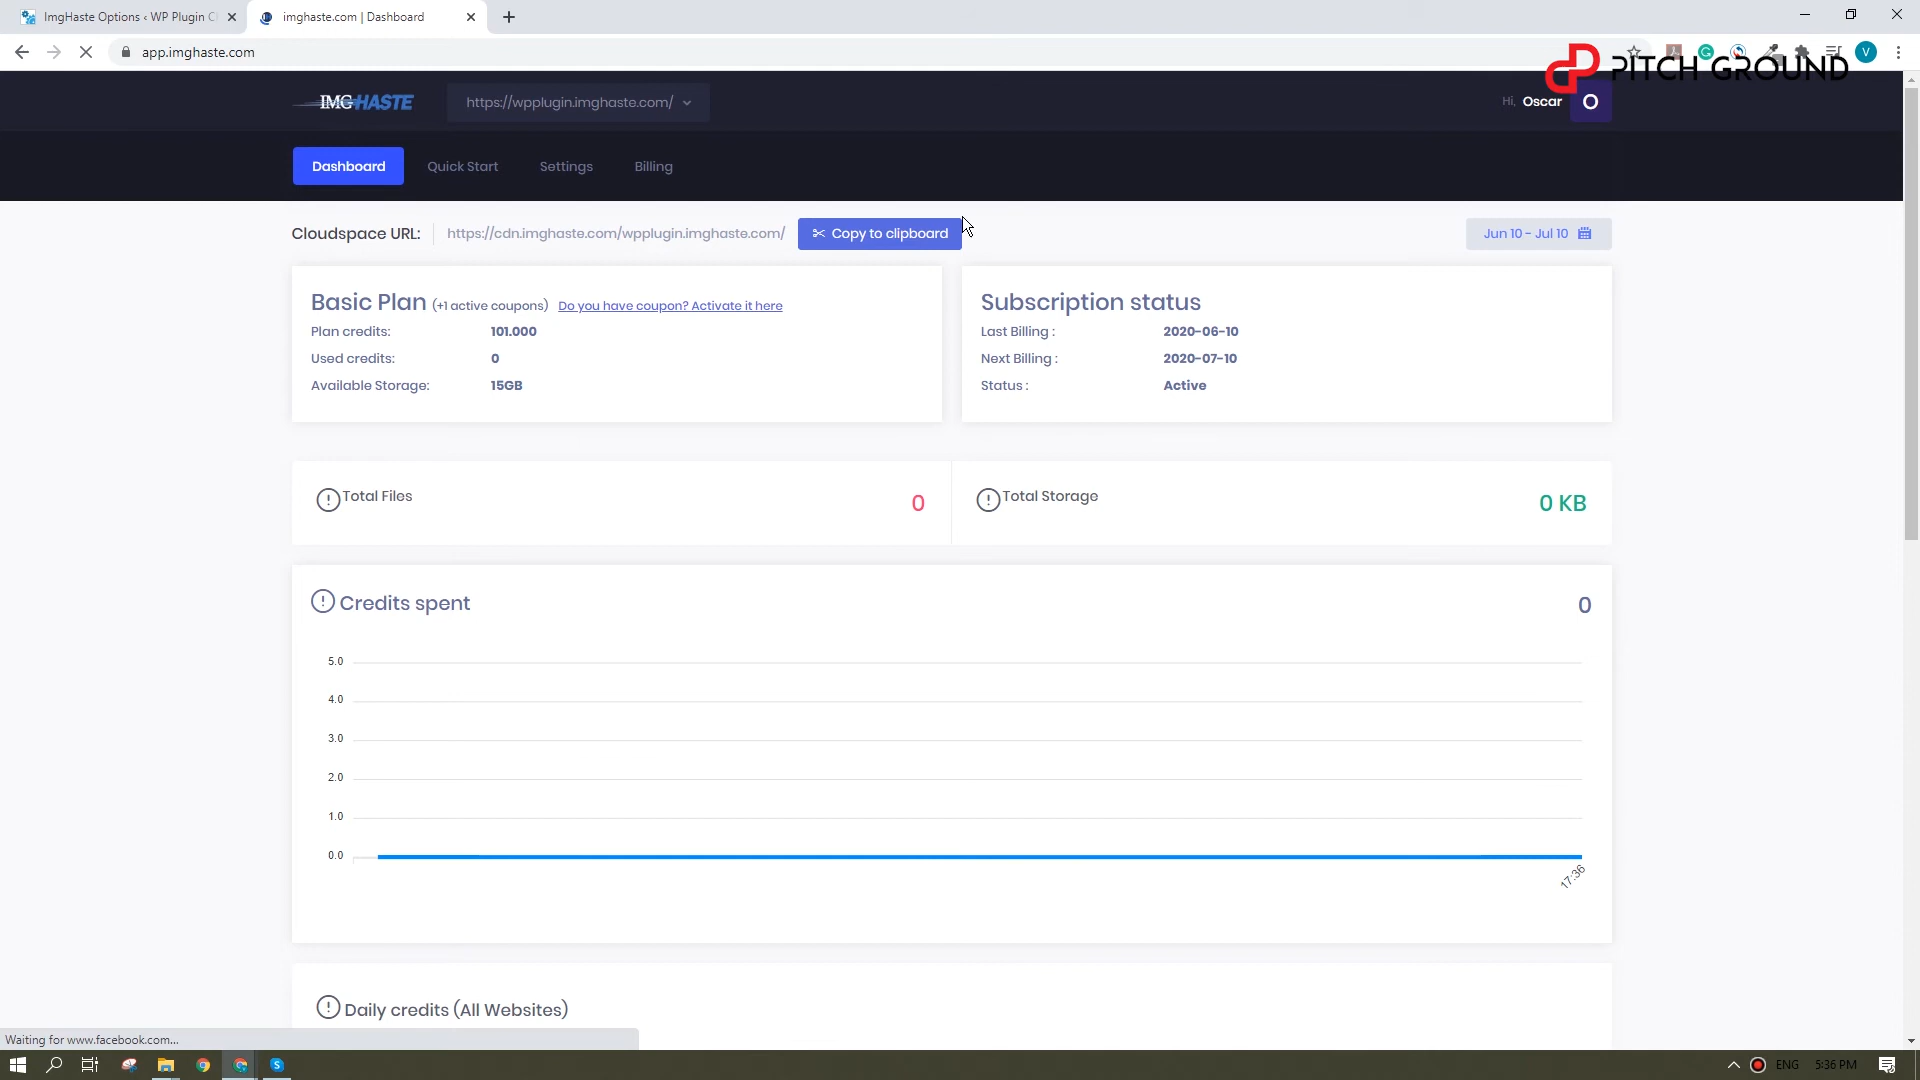 ImgHaste Options ‹ WP Plugin C
imghaste.com | Dashboard
app.imghaste.com
V
PITCH GROUND
IMGHASTE
https://wpplugin.imghaste.com/
Hi, Oscar
O
Dashboard
Quick Start
Settings
Billing
Cloudspace URL:
https://cdn.imghaste.com/wpplugin.imghaste.com/
Copy to clipboard
Jun 10 - Jul 10
Basic Plan (+1 active coupons) Do you have coupon? Activate it here
Plan credits: 101.000
Used credits: 0
Available Storage: 15GB
Subscription status
Last Billing : 2020-06-10
Next Billing : 2020-07-10
Status : Active
Total Files
0
Total Storage
0 KB
Credits spent
0
5.0
4.0
3.0
2.0
1.0
0.0
17:36
Daily credits (All Websites)
Waiting for www.facebook.com...
ENG
5:36 PM